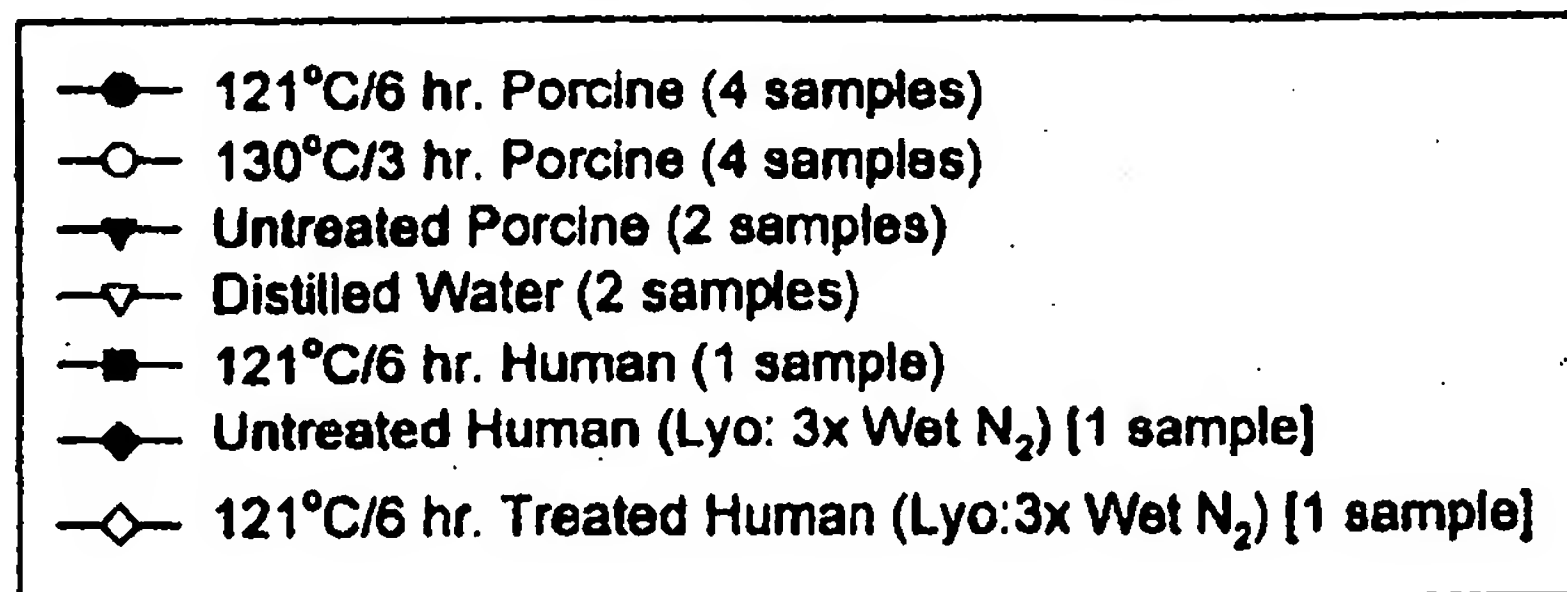 121°C/6 hr. Porcine (4 samples)
130°C/3 hr. Porcine (4 samples)
Untreated Porcine (2 samples)
Distilled Water (2 samples)
121°C/6 hr. Human (1 sample)
Untreated Human (Lyo: 3x Wet N₂) [1 sample]
121°C/6 hr. Treated Human (Lyo:3x Wet N₂) [1 sample]